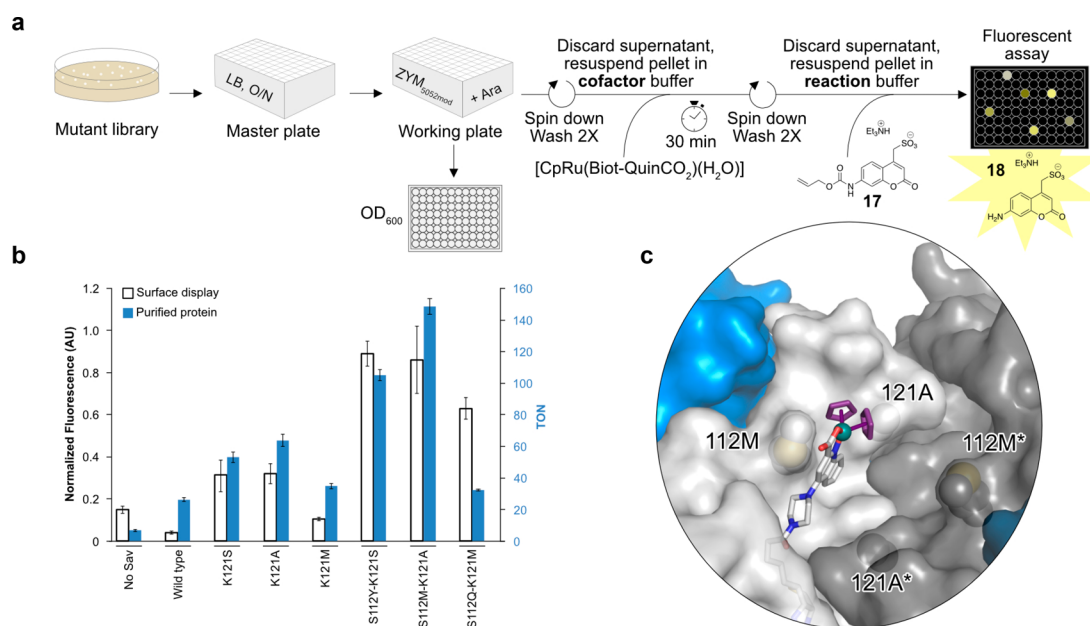 a
Mutant library
LB, O/N
Master plate
ZYM5052mod
+ Ara
Working plate
OD600
Discard supernatant,
resuspend pellet in
cofactor buffer
Spin down
Wash 2X
30 min
[CpRu(Biot-QuinCO2)(H2O)]
Discard supernatant,
resuspend pellet in
reaction buffer
Spin down
Wash 2X
Et3NH
⊕
SO3
⊖
O
O
N
H
O
O
17
Fluorescent
assay
18
Et3NH
⊕
SO3
⊖
H2N
O
O
b
Surface display
Purified protein
Normalized Fluorescence (AU)
1.2
1.0
0.8
0.6
0.4
0.2
0
TON
160
140
120
100
80
60
40
20
0
No Sav
Wild type
K121S
K121A
K121M
S112Y-K121S
S112M-K121A
S112Q-K121M
c
121A
112M
112M*
121A*